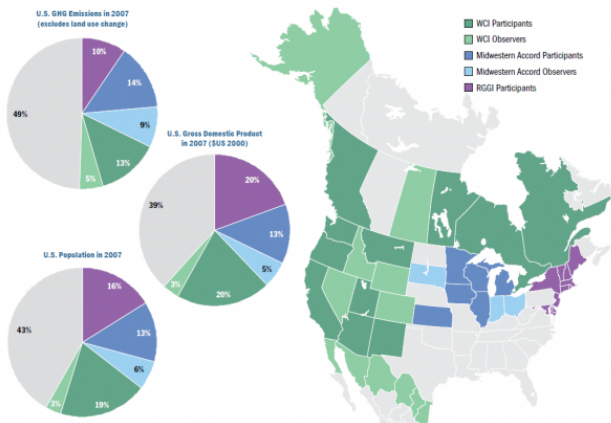 U.S. GHG Emissions in 2007
(excludes land use change)
10%
14%
9%
13%
5%
49%
U.S. Gross Domestic Product
in 2007 ($US 2000)
20%
13%
5%
20%
3%
39%
U.S. Population in 2007
16%
13%
6%
19%
3%
43%
WCI Participants
WCI Observers
Midwestern Accord Participants
Midwestern Accord Observers
RGGI Participants